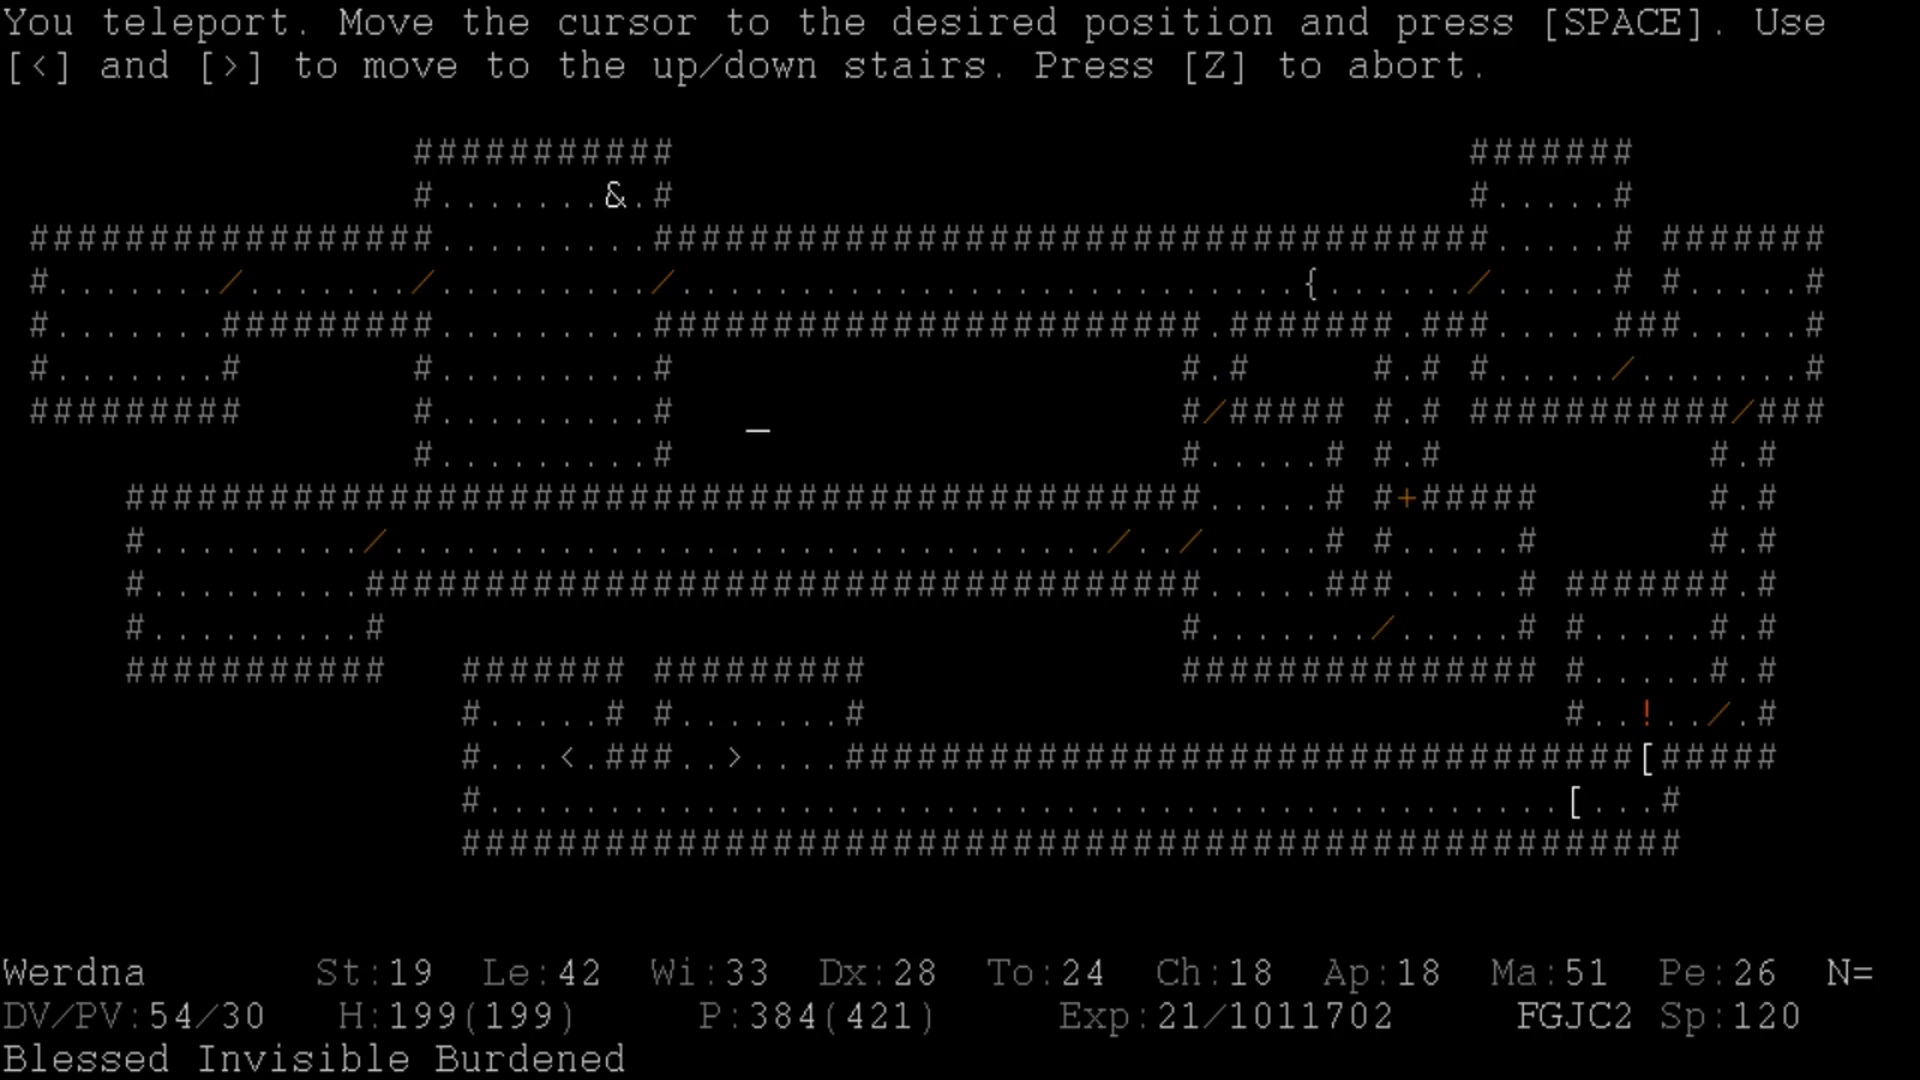 You teleport. Move the cursor to the desired position and press [SPACE]. Use
[<] and [>] to move to the up/down stairs. Press [Z] to abort.
Werdna St:19 Le:42 Wi:33 Dx:28 To:24 Ch:18 Ap:18 Ma:51 Pe:26 N=
DV/PV:54/30 H:199(199) P:384(421) Exp:21/1011702 FGJC2 Sp:120
Blessed Invisible Burdened